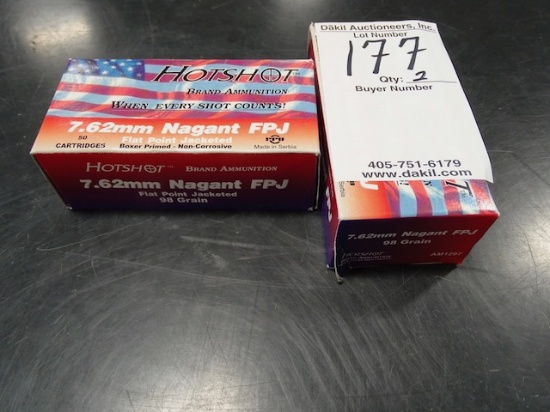 HOTSHOT™
BRAND AMMUNITION
WHEN EVERY SHOT COUNTS!
7.62mm Nagant FPJ
50
CARTRIDGES
Flat Point Jacketed
Boxer Primed - Non-Corrosive
Made in Serbia
HOTSHOT™ BRAND AMMUNITION
7.62mm Nagant FPJ
Flat Point Jacketed
98 Grain
Dakil Auctioneers, Inc.
Lot Number
177
Qty: 2
Buyer Number
405-751-6179
www.dakil.com
7.62mm Nagant FPJ
98 Grain